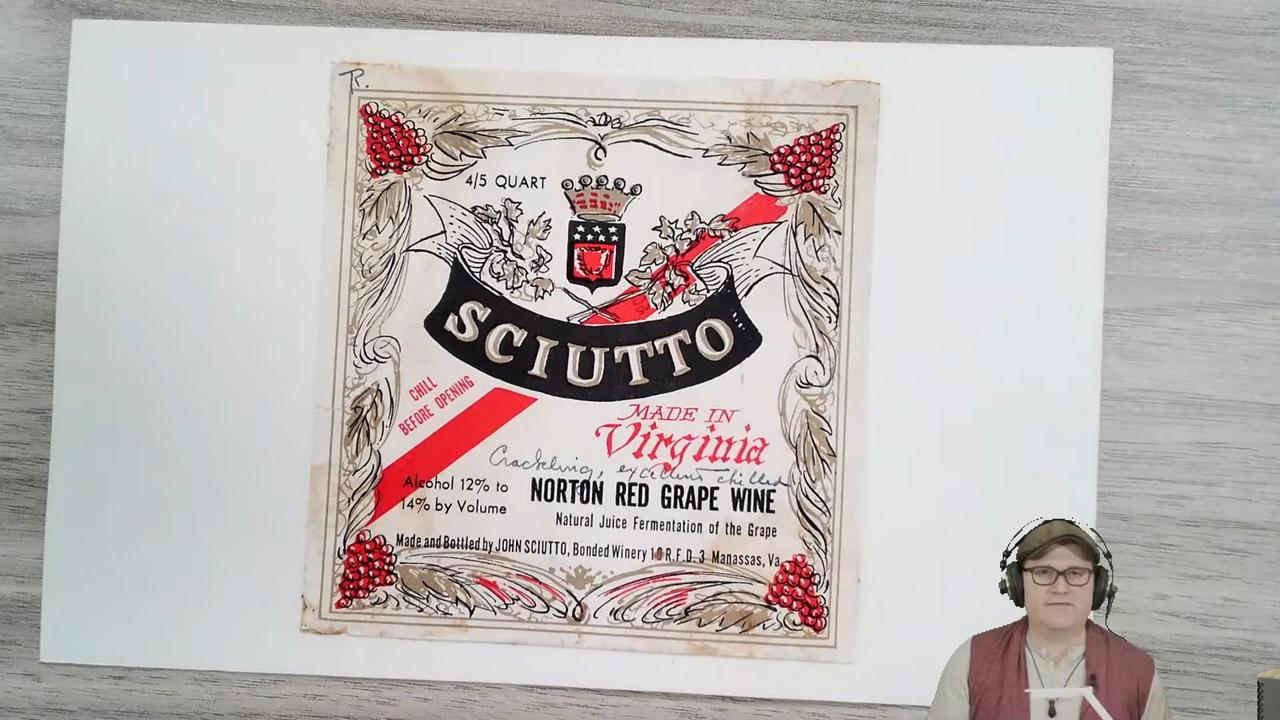 R.
4/5 QUART
SCIUTTO
CHILL
BEFORE OPENING
MADE IN
Virginia
Crackeling, excellent chilled
Alcohol 12% to
14% by Volume
NORTON RED GRAPE WINE
Natural Juice Fermentation of the Grape
Made and Bottled by JOHN SCIUTTO, Bonded Winery R.F.D. 3 Manassas, Va.